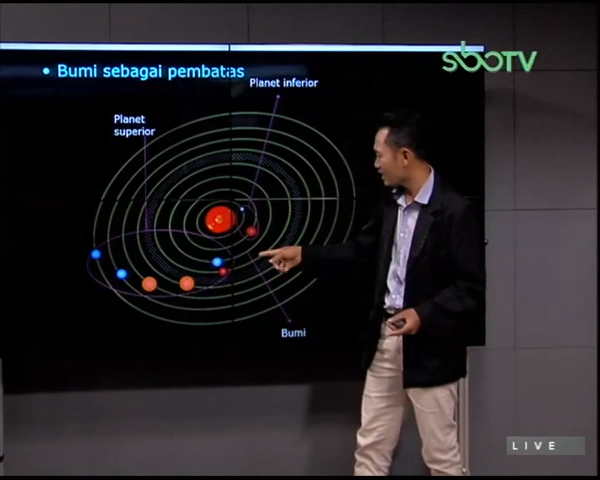 sboTV
• Bumi sebagai pembatas
Planet inferior
Planet
superior
Bumi
LIVE